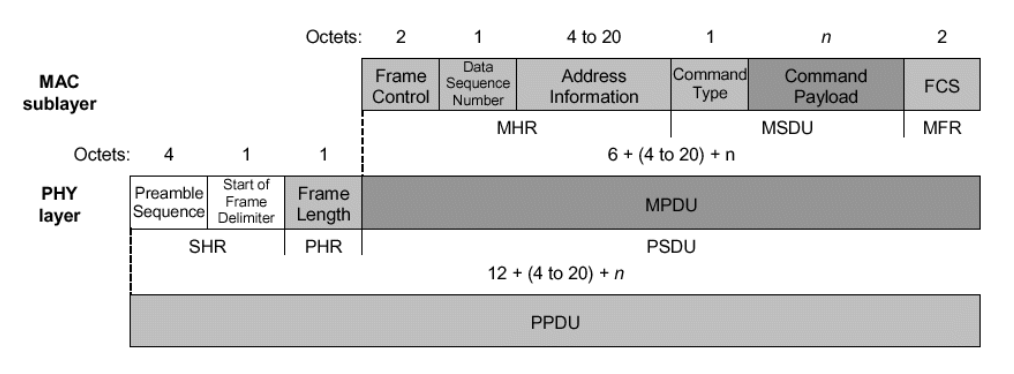 Octets: 2 1 4 to 20 1 n 2
MAC
sublayer
Frame
Control
Data
Sequence
Number
Address
Information
Command
Type
Command
Payload
FCS
MHR MSDU MFR
Octets: 4 1 1 6 + (4 to 20) + n
PHY
layer
Preamble
Sequence
Start of
Frame
Delimiter
Frame
Length
MPDU
SHR PHR PSDU
12 + (4 to 20) + n
PPDU